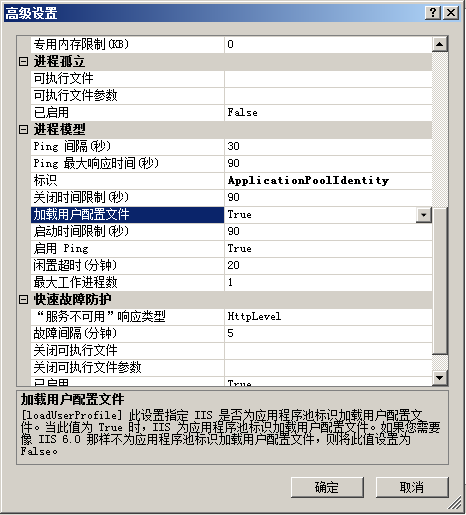 高级设置
专用内存限制(KB) 0
进程孤立
可执行文件
可执行文件参数
已启用 False
进程模型
Ping 间隔(秒) 30
Ping 最大响应时间(秒) 90
标识 ApplicationPoolIdentity
关闭时间限制(秒) 90
加载用户配置文件 True
启动时间限制(秒) 90
启用 Ping True
闲置超时(分钟) 20
最大工作进程数 1
快速故障防护
“服务不可用”响应类型 HttpLevel
故障间隔(分钟) 5
关闭可执行文件
关闭可执行文件参数
已启用 True
加载用户配置文件
[loadUserProfile] 此设置指定 IIS 是否为应用程序池标识加载用户配置文
件。当此值为 True 时，IIS 为应用程序池标识加载用户配置文件。如果您需要
像 IIS 6.0 那样不为应用程序池标识加载用户配置文件，则将此值设置为
False。
确定 取消